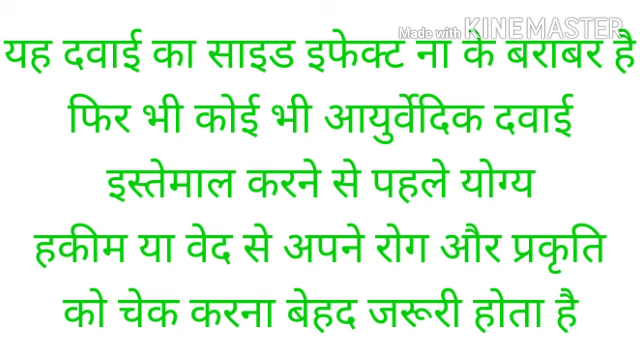 Made with KINEMASTER
यह दवाई का साइड इफेक्ट ना के बराबर है
फिर भी कोई भी आयुर्वेदिक दवाई
इस्तेमाल करने से पहले योग्य
हकीम या वेद से अपने रोग और प्रकृति
को चेक करना बेहद जरूरी होता है